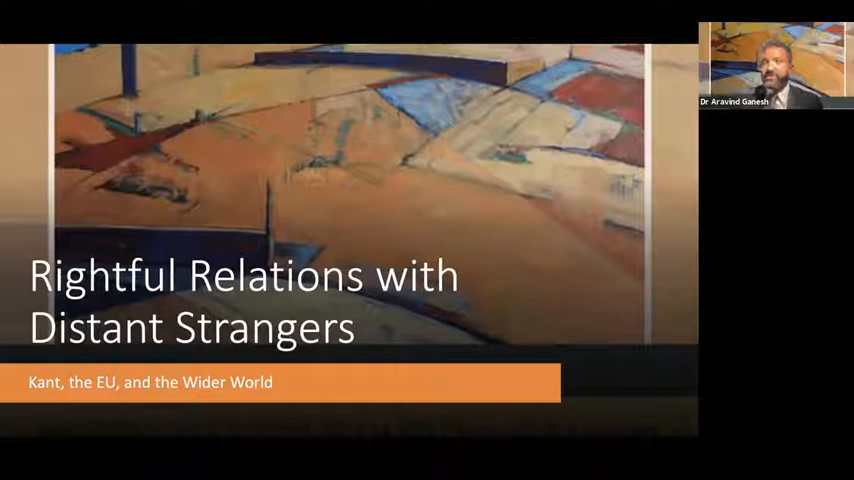 Dr Aravind Ganesh
Rightful Relations with
Distant Strangers
Kant, the EU, and the Wider World